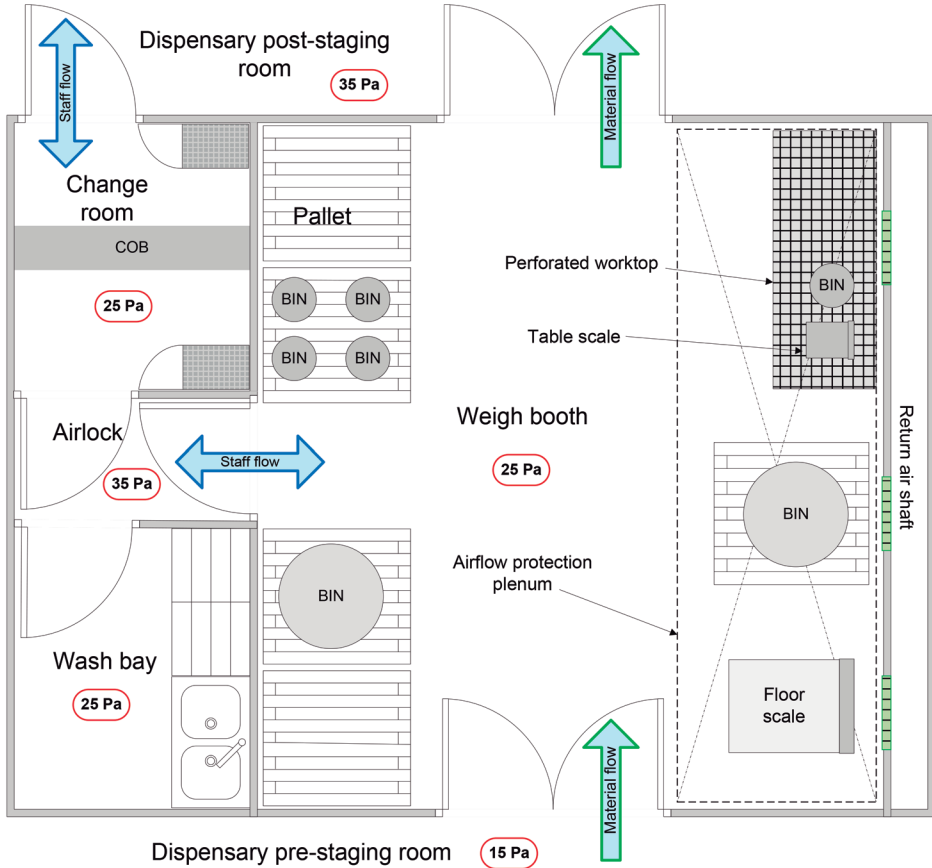 Dispensary post-staging
room
35 Pa
Staff flow
Material flow
Change
room
COB
25 Pa
Pallet
BIN
BIN
BIN
BIN
Perforated worktop
BIN
Table scale
Airlock
35 Pa
Staff flow
Weigh booth
25 Pa
Return air shaft
BIN
Airflow protection
plenum
BIN
Wash bay
25 Pa
Floor
scale
Material flow
Dispensary pre-staging room
15 Pa